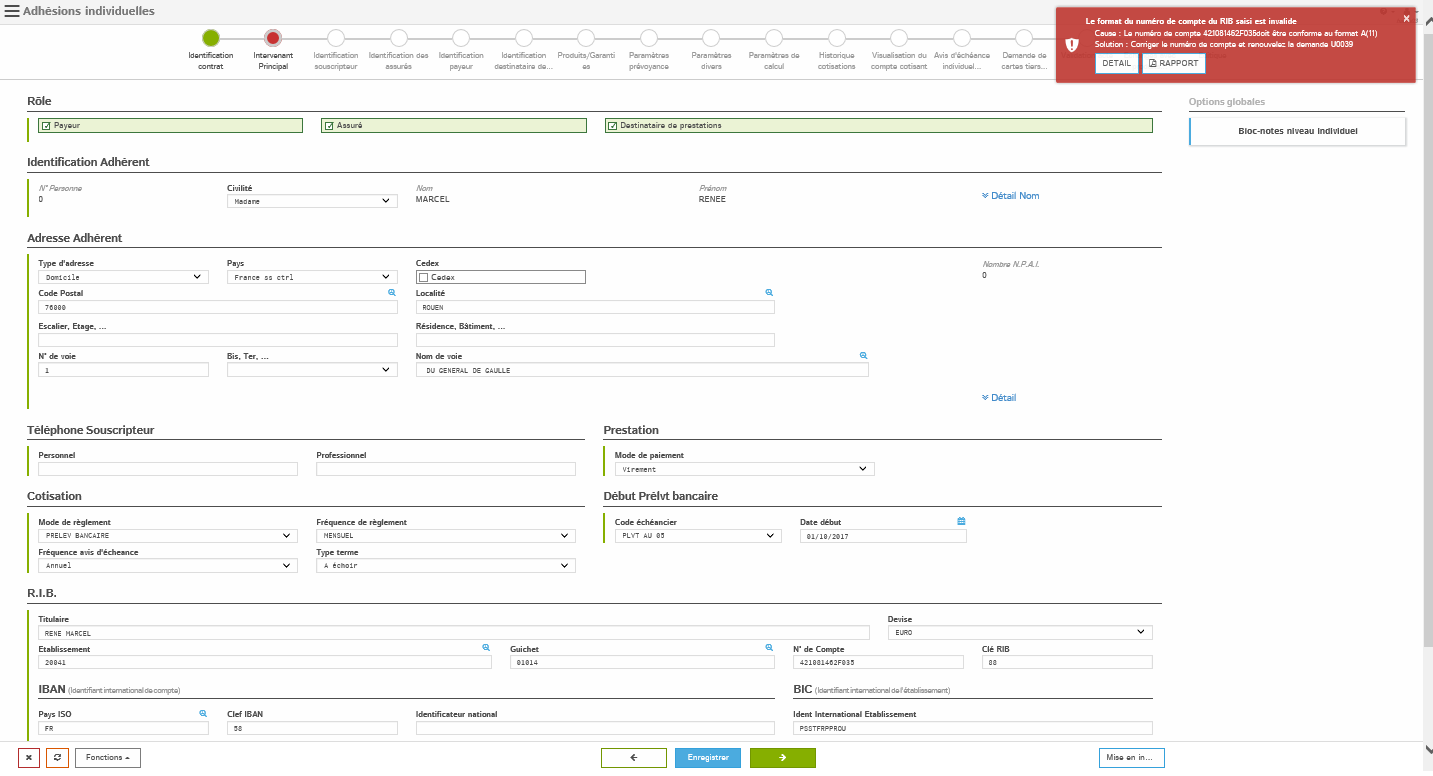 Adhésions individuelles
Le format du numéro de compte du RIB saisi est invalide
Cause : Le numéro de compte 421081462F035doit être conforme au format A(11)
Solution : Corriger le numéro de compte et renouvelez la demande U0039
DETAIL RAPPORT
Identification contrat
Intervenant Principal
Identification souscripteur
Identification des assurés
Identification payeur
Identification destinataire de...
Produits/Garanti es
Paramètres prévoyance
Paramètres divers
Paramètres de calcul
Historique cotisations
Visualisation du compte cotisant
Avis d'échéance individuel...
Demande de cartes tiers...
Rôle
Payeur Assuré Destinataire de prestations
Options globales
Bloc-notes niveau individuel
Identification Adhérent
N° Personne Civilité Nom Prénom
0 Madame MARCEL RENEE
Détail Nom
Adresse Adhérent
Type d'adresse Pays Cedex Nombre N.P.A.I.
Domicile France ss ctrl Cedex 0
Code Postal Localité
76000 ROUEN
Escalier, Etage, ... Résidence, Bâtiment, ...
N° de voie Bis, Ter, ... Nom de voie
1 DU GENERAL DE GAULLE
Détail
Téléphone Souscripteur
Personnel Professionnel
Prestation
Mode de paiement
Virement
Cotisation
Mode de règlement Fréquence de règlement
PRELEV BANCAIRE MENSUEL
Fréquence avis d'écheance Type terme
Annuel A échoir
Début Prélvt bancaire
Code échéancier Date début
PLVT AU 05 01/10/2017
R.I.B.
Titulaire Devise
RENE MARCEL EURO
Etablissement Guichet N° de Compte Clé RIB
20041 01014 421081462F035 08
IBAN (Identifiant international de compte) BIC (Identifiant international de l'établissement)
Pays ISO Clef IBAN Identificateur national Ident International Etablissement
FR 58 PSSTFRPPROU
Fonctions Enregistrer Mise en in...